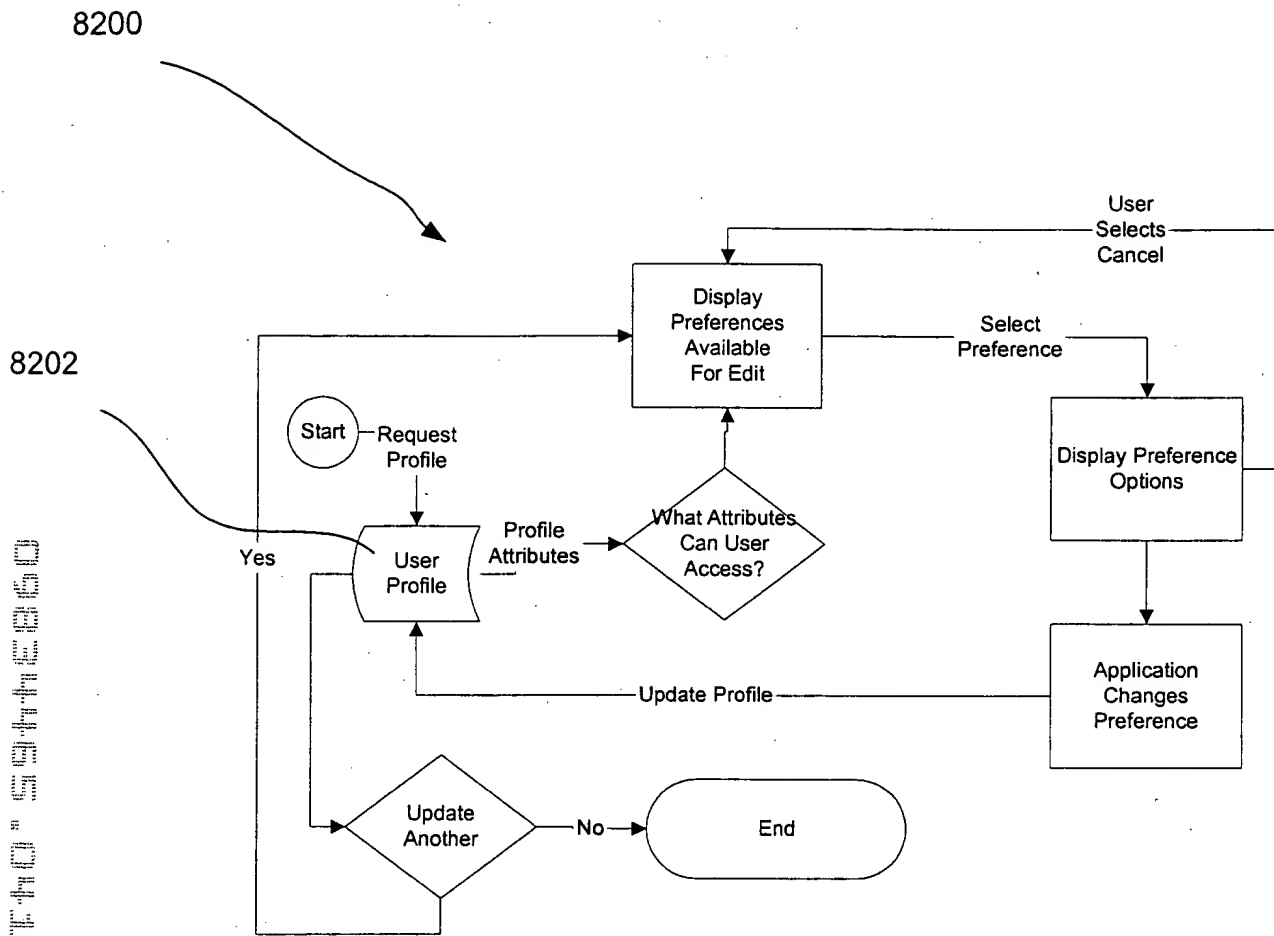 8200
User
Selects
Cancel
Display
Preferences
Available
For Edit
Select
Preference
8202
Start
Request
Profile
Display Preference
Options
What Attributes
Can User
Access?
Profile
Attributes
User
Profile
Yes
Application
Changes
Preference
Update Profile
Update
Another
No
End